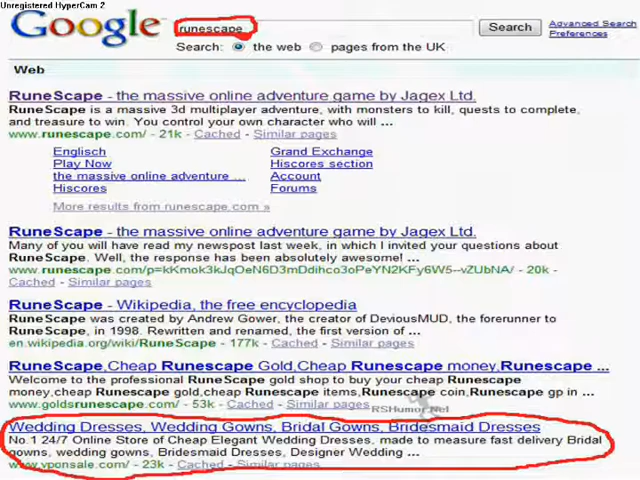 Unregistered HyperCam 2
Google
runescape
Search
Advanced Search
Preferences
Search: the web pages from the UK
Web
RuneScape - the massive online adventure game by Jagex Ltd.
RuneScape is a massive 3d multiplayer adventure, with monsters to kill, quests to complete,
and treasure to win. You control your own character who will ...
www.runescape.com/ - 21k - Cached - Similar pages
Englisch Grand Exchange
Play Now Hiscores section
the massive online adventure ... Account
Hiscores Forums
More results from runescape.com »
RuneScape - the massive online adventure game by Jagex Ltd.
Many of you will have read my newspost last week, in which I invited your questions about
RuneScape. Well, the response has been absolutely awesome! ...
www.runescape.com/p=kKmok3kJqOeN6D3mDdihco3oPeYN2KFy6W5--vZUbNA/ - 20k -
Cached - Similar pages
RuneScape - Wikipedia, the free encyclopedia
RuneScape was created by Andrew Gower, the creator of DeviousMUD, the forerunner to
RuneScape, in 1998. Rewritten and renamed, the first version of ...
en.wikipedia.org/wiki/RuneScape - 177k - Cached - Similar pages
RuneScape,Cheap Runescape Gold,Cheap Runescape money,Runescape ...
Welcome to the professional RuneScape gold shop to buy your cheap Runescape
money,cheap Runescape gold,cheap Runescape items,Runescape coin,Runescape gp in ...
www.goldsrunescape.com/ - 53k - Cached - Similar pages
RSHumor.Net
Wedding Dresses, Wedding Gowns, Bridal Gowns, Bridesmaid Dresses
No.1 24/7 Online Store of Cheap Elegant Wedding Dresses, made to measure fast delivery Bridal
gowns, wedding gowns, Bridesmaid Dresses, Designer Wedding ...
www.vponsale.com/ - 23k - Cached - Similar pages